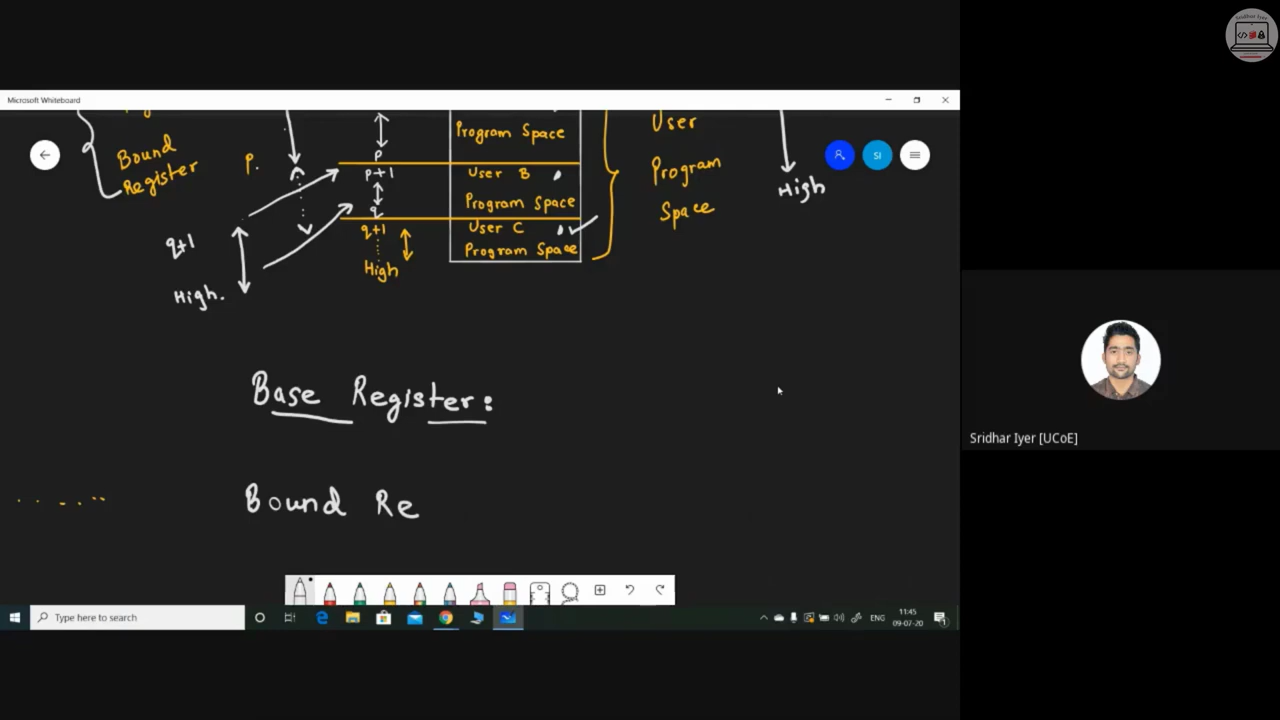 Sridhar Iyer
Microsoft Whiteboard
Bound
Register
P.
q+1
High.
P
P+1
q
q+1
High
Program Space
User B
Program Space
User C
Program Space
User
Program
Space
High
SI
Base Register:
Bound Re
Sridhar Iyer [UCoE]
Type here to search
ENG
11:45
09-07-20